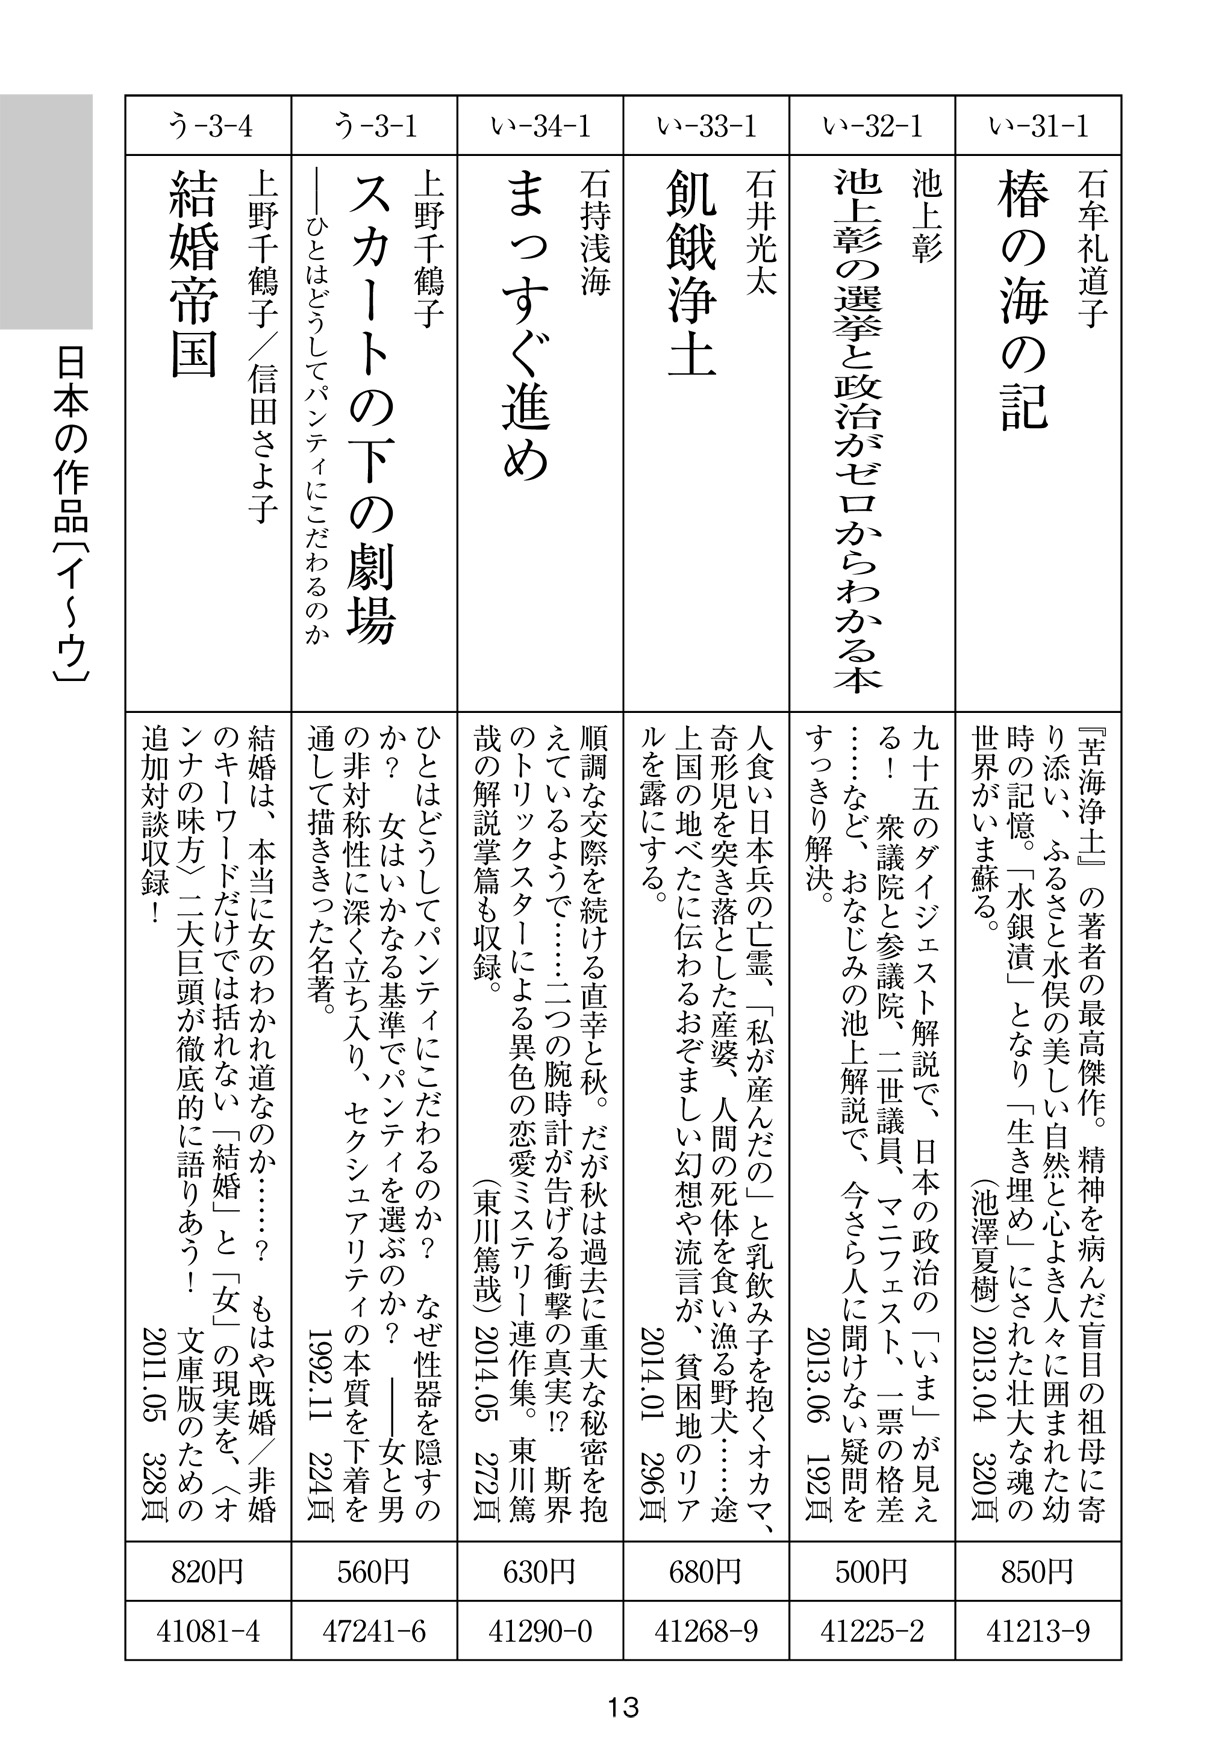 い-31-1
石牟礼道子
椿の海の記
『苦海浄土』の著者の最高傑作。精神を病んだ盲目の祖母に寄
り添い、ふるさと水俣の美しい自然と心よき人々に囲まれた幼
時の記憶。「水銀漬」となり「生き埋め」にされた壮大な魂の
世界がいま蘇る。 (池澤夏樹) 2013.04 320頁
850円
41213-9
い-32-1
池上彰
池上彰の選挙と政治がゼロからわかる本
九十五のダイジェスト解説で、日本の政治の「いま」が見え
る! 衆議院と参議院、二世議員、マニフェスト、一票の格差
……など、おなじみの池上解説で、今さら人に聞けない疑問を
すっきり解決。 2013.06 192頁
500円
41225-2
い-33-1
石井光太
飢餓浄土
人食い日本兵の亡霊、「私が産んだの」と乳飲み子を抱くオカマ、
奇形児を突き落とした産婆、人間の死体を食い漁る野犬……途
上国の地べたに伝わるおぞましい幻想や流言が、貧困地のリア
ルを露にする。 2014.01 296頁
680円
41268-9
い-34-1
石持浅海
まっすぐ進め
順調な交際を続ける直幸と秋。だが秋は過去に重大な秘密を抱
えているようで……二つの腕時計が告げる衝撃の真実!? 斯界
のトリックスターによる異色の恋愛ミステリー連作集。東川篤
哉の解説掌篇も収録。 (東川篤哉) 2014.05 272頁
630円
41290-0
う-3-1
上野千鶴子
スカートの下の劇場
――ひとはどうしてパンティにこだわるのか
ひとはどうしてパンティにこだわるのか? なぜ性器を隠すの
か? 女はいかなる基準でパンティを選ぶのか? ――女と男
の非対称性に深く立ち入り、セクシュアリティの本質を下着を
通して描ききった名著。 1992.11 224頁
560円
47241-6
う-3-4
上野千鶴子／信田さよ子
結婚帝国
結婚は、本当に女のわかれ道なのか……? もはや既婚／非婚
のキーワードだけでは括れない「結婚」と「女」の現実を、〈オ
ンナの味方〉二大巨頭が徹底的に語りあう! 文庫版のための
追加対談収録! 2011.05 328頁
820円
41081-4
日本の作品〔イ～ウ〕
13